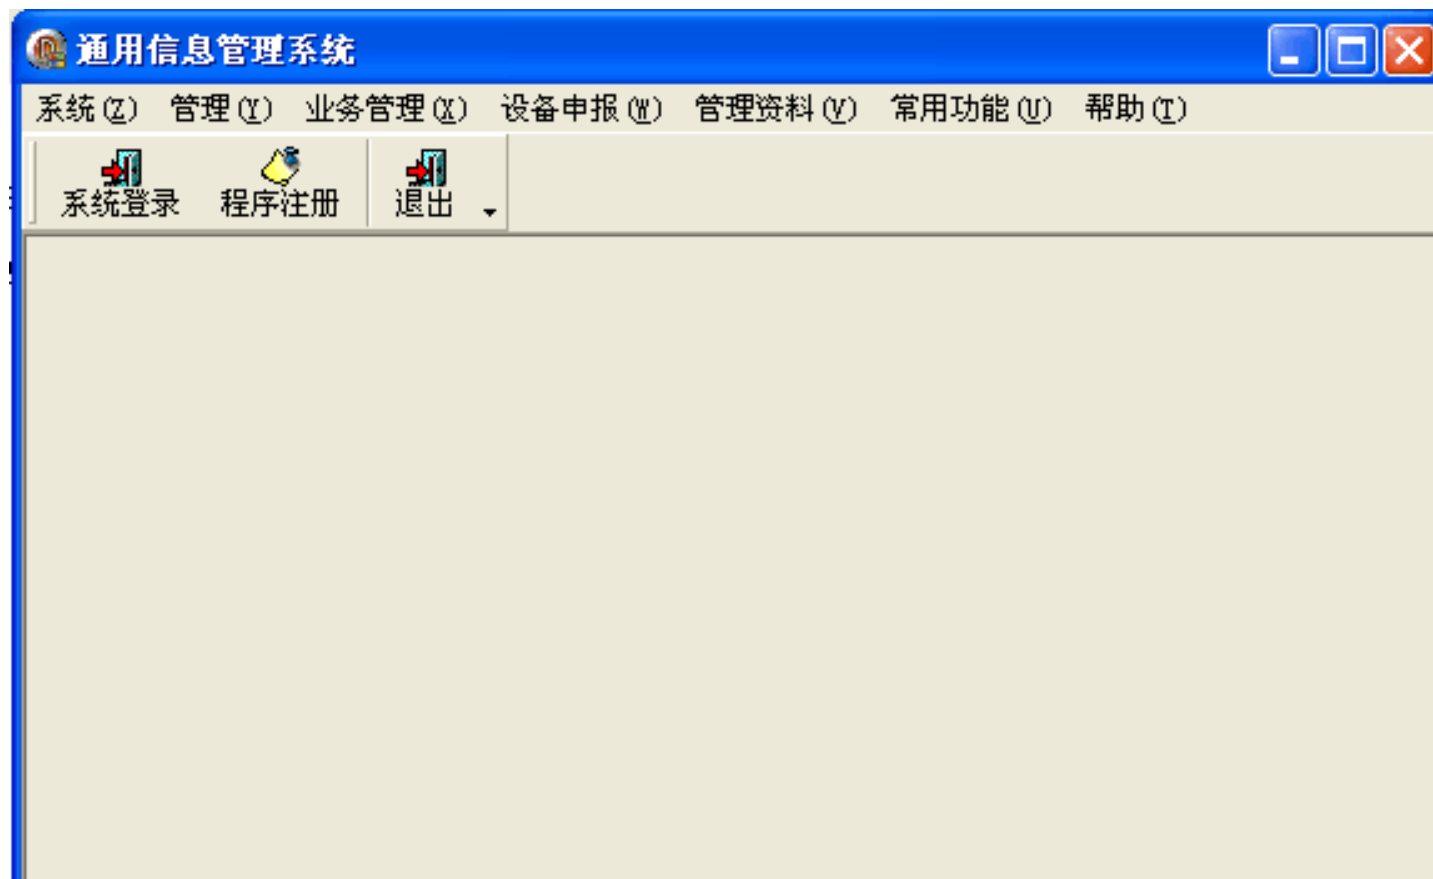 通用信息管理系统
系统(Z) 管理(Y) 业务管理(X) 设备申报(W) 管理资料(V) 常用功能(U) 帮助(T)
系统登录 程序注册 退出